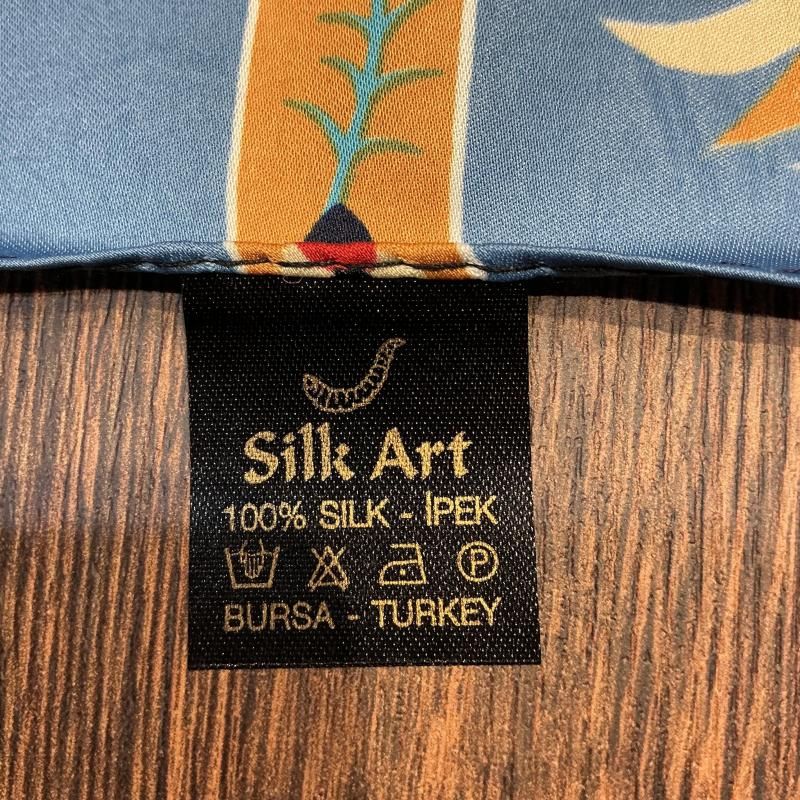 Silk Art
100% SILK - İPEK
P
BURSA - TURKEY